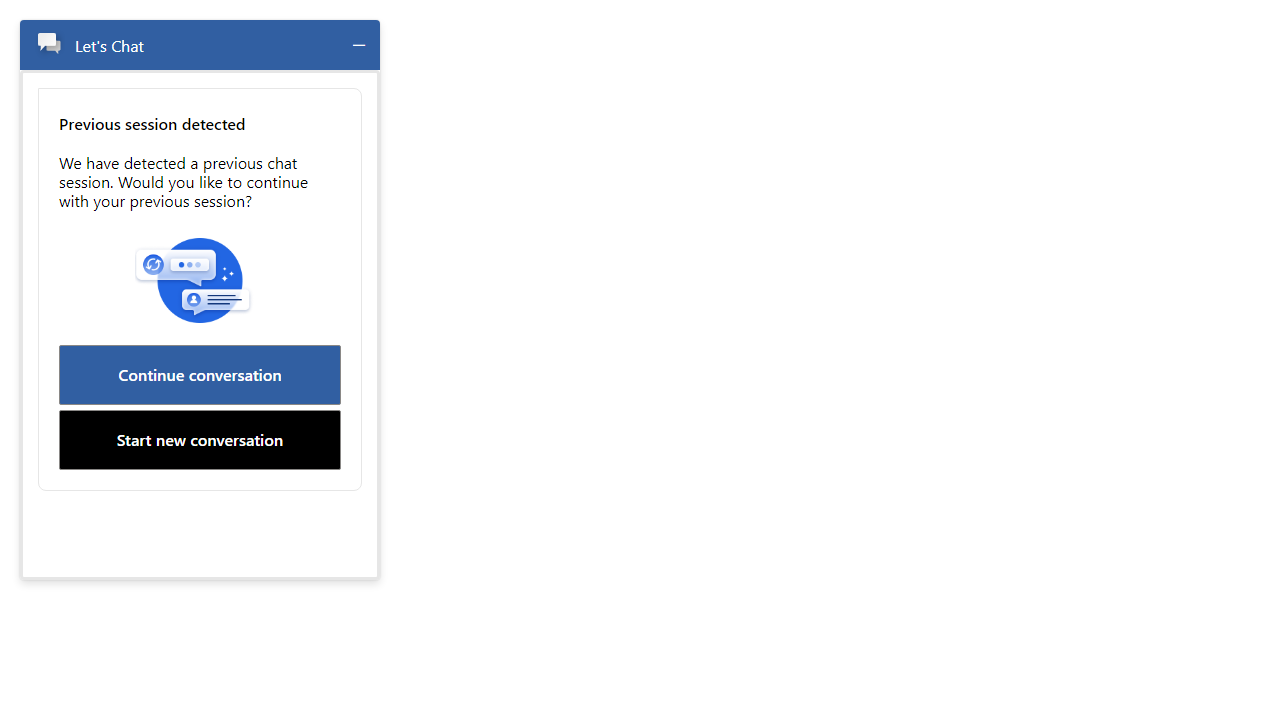 Let's Chat
Previous session detected
We have detected a previous chat
session. Would you like to continue
with your previous session?
Continue conversation
Start new conversation